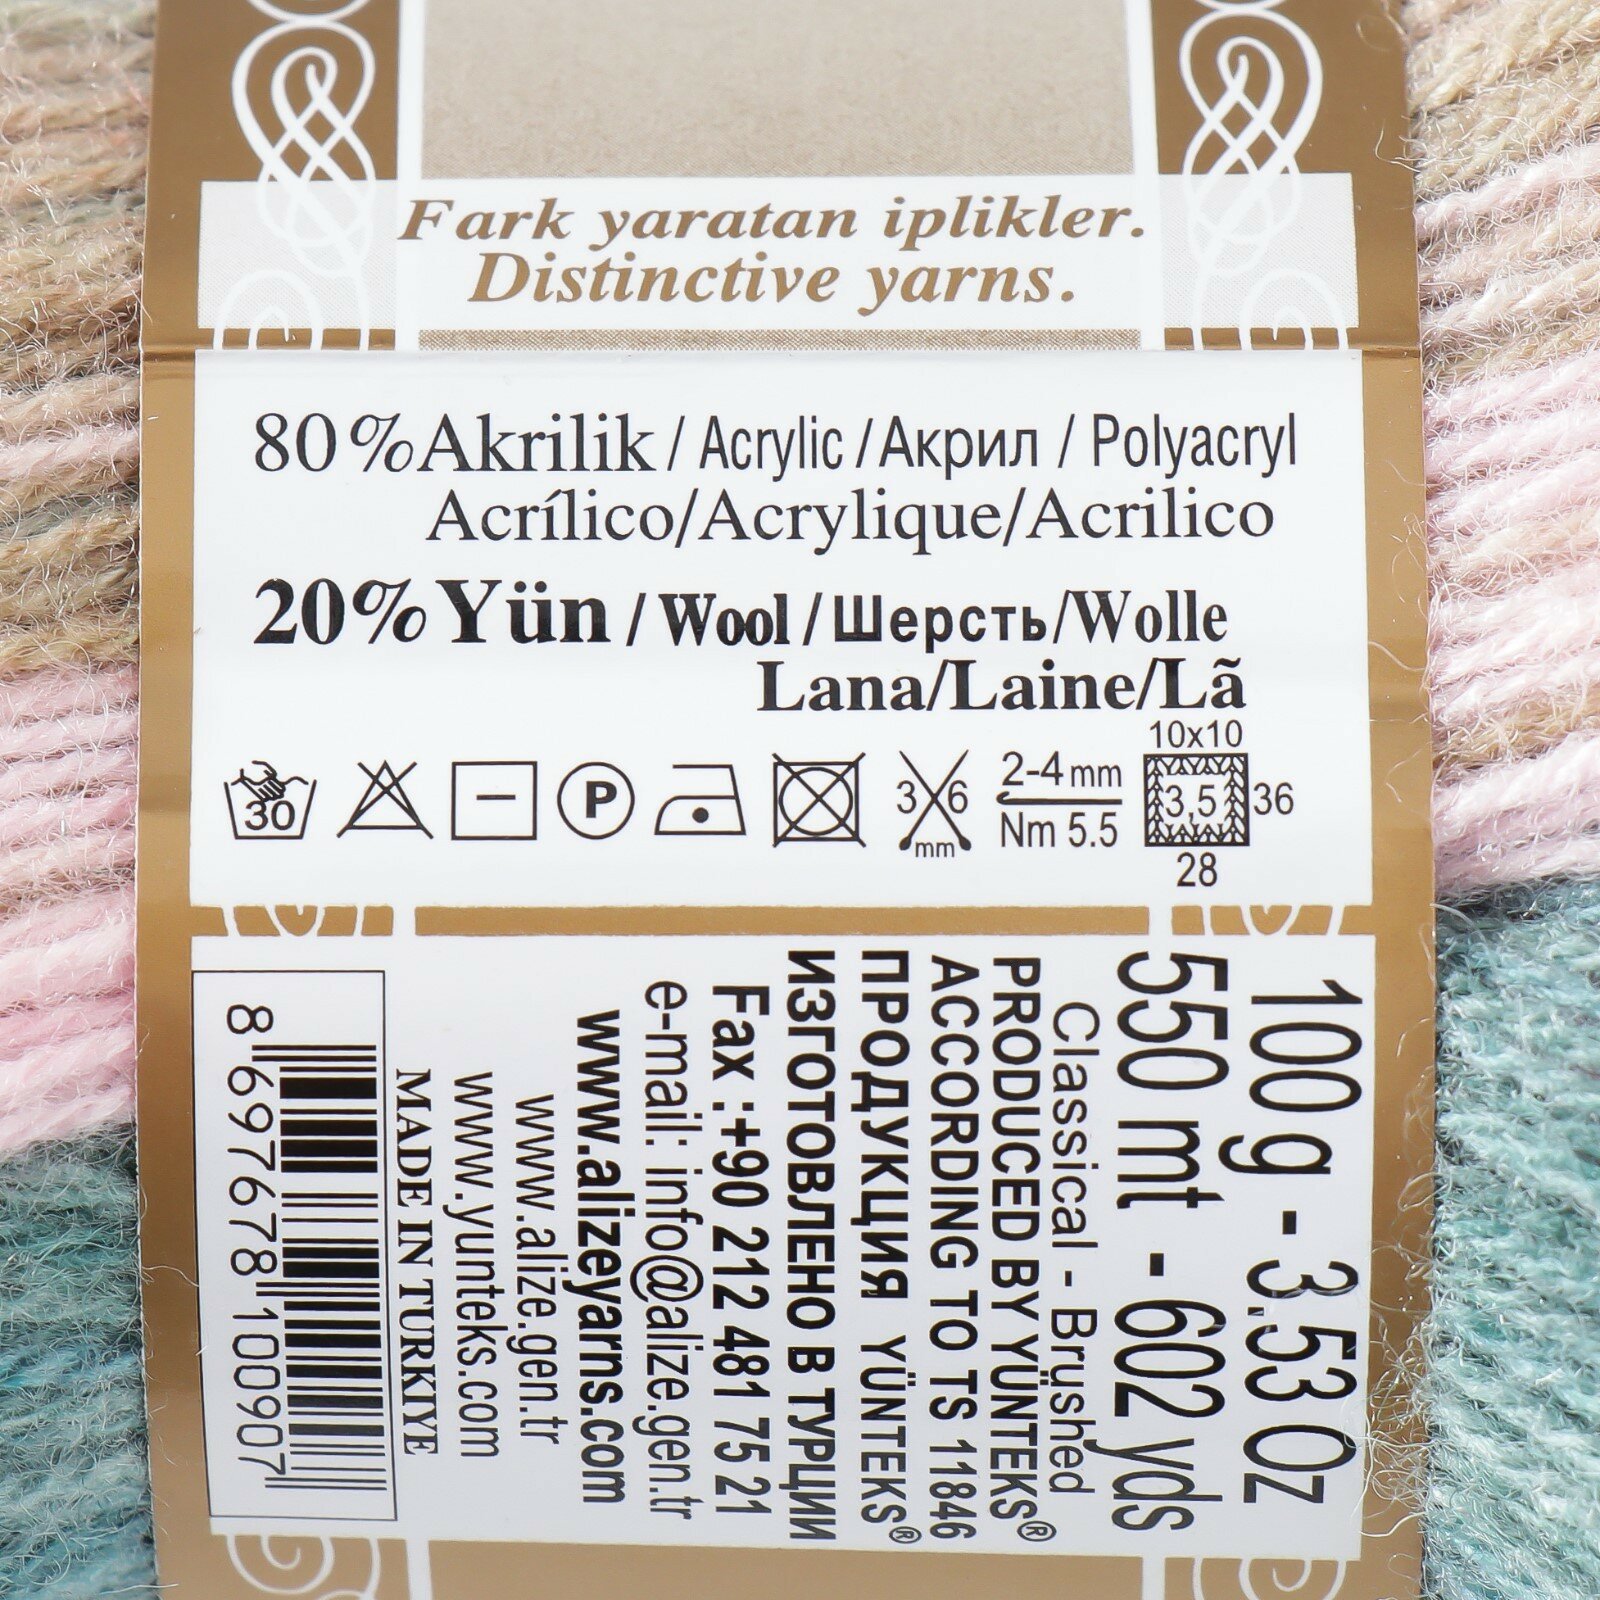 Fark yaratan iplikler.
Distinctive yarns.
80%Akrilik / Acrylic / Акрил / Polyacryl
Acrílico/Acrylique/Acrilico
20%Yün / Wool / Шерсть/Wolle
Lana/Laine/Lã
30
P
3 6
mm
2-4 mm
Nm 5.5
10x10
3,5
36
28
100 g - 3,53 Oz
550 mt - 602 yds
Classical - Brushed
PRODUCED BY YÜNTEKS®
ACCORDING TO TS 11846
ПРОДУКЦИЯ YÜNTEKS®
ИЗГОТОВЛЕНО В ТУРЦИИ
Fax :+90 212 481 75 21
e-mail: info@alize.gen.tr
www.alizeyarns.com
www.alize.gen.tr
www.yunteks.com
MADE IN TURKIYE
8 697678 100907